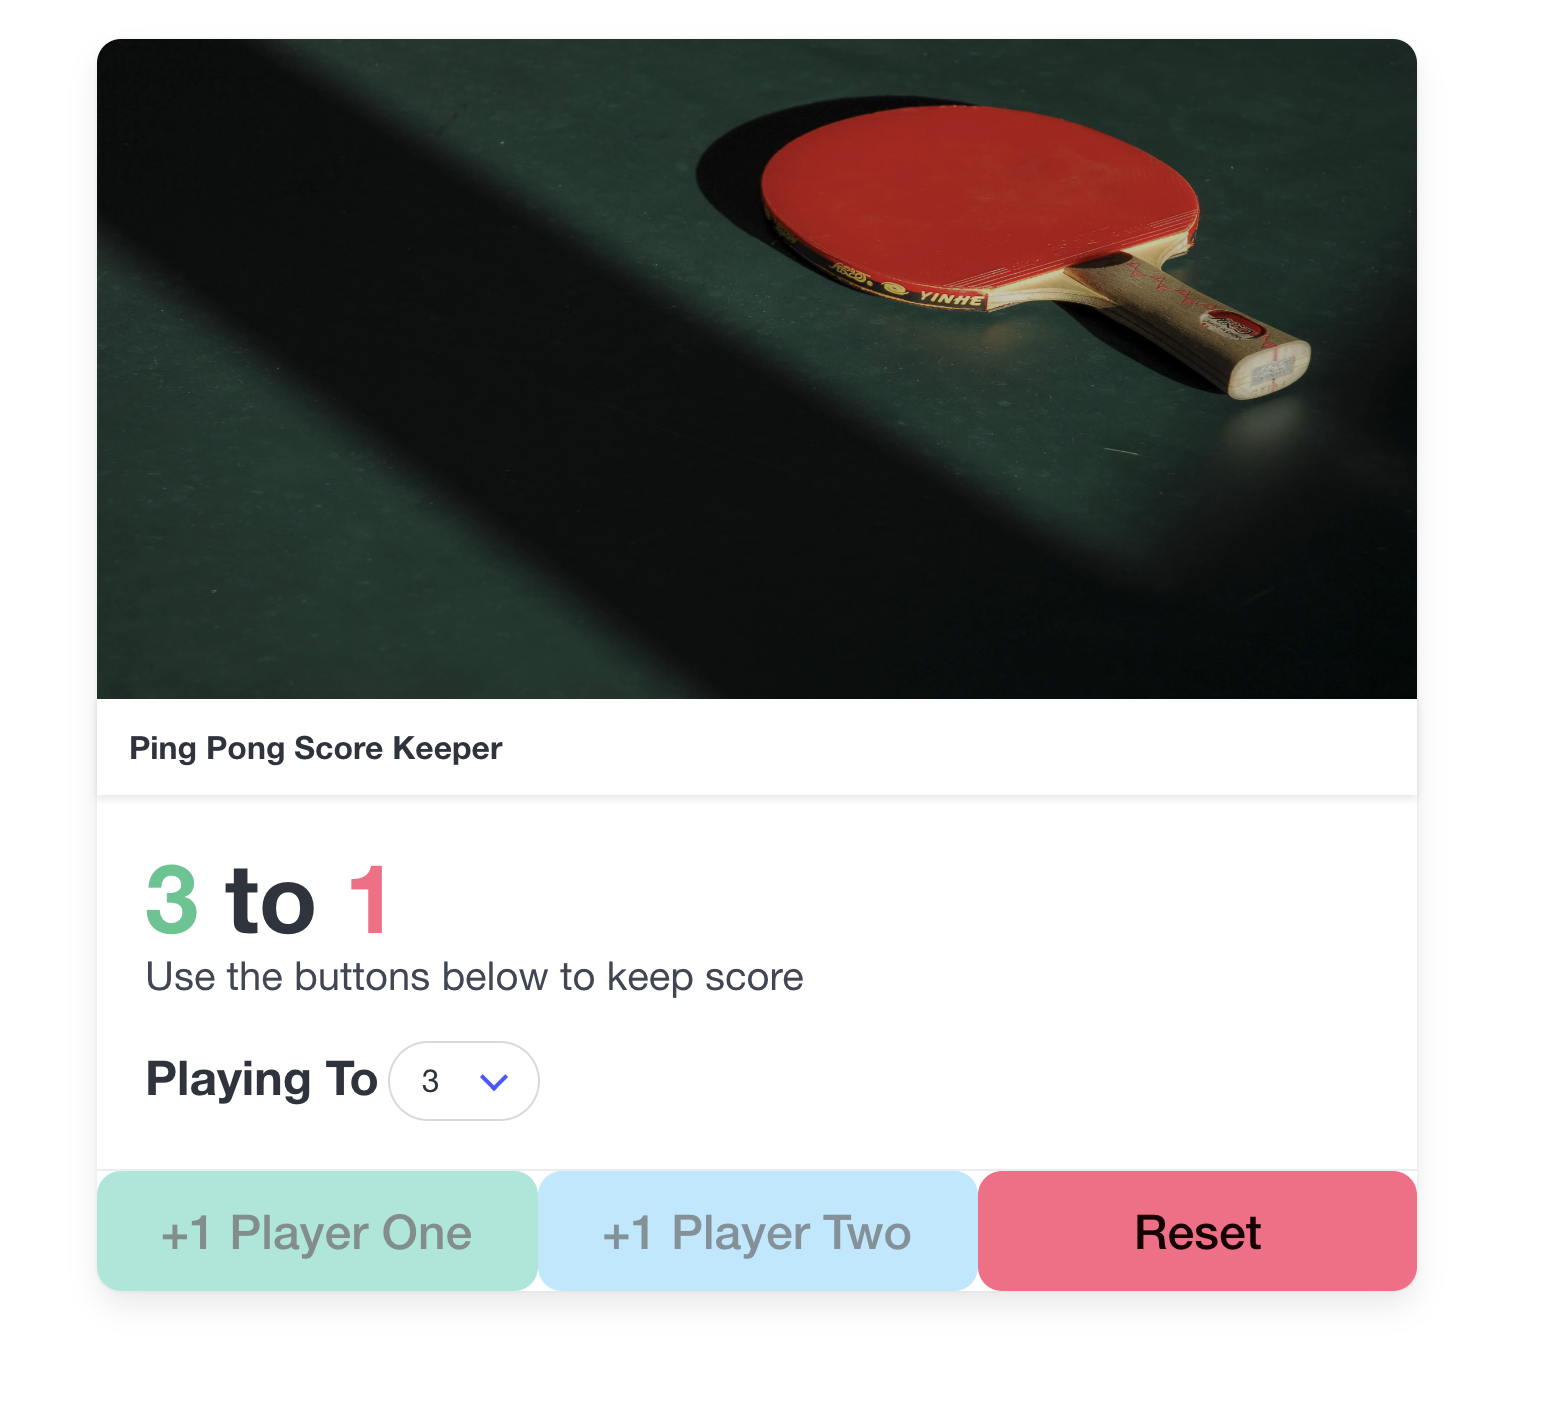 YINHE
Ping Pong Score Keeper
3 to 1
Use the buttons below to keep score
Playing To 3
+1 Player One +1 Player Two Reset